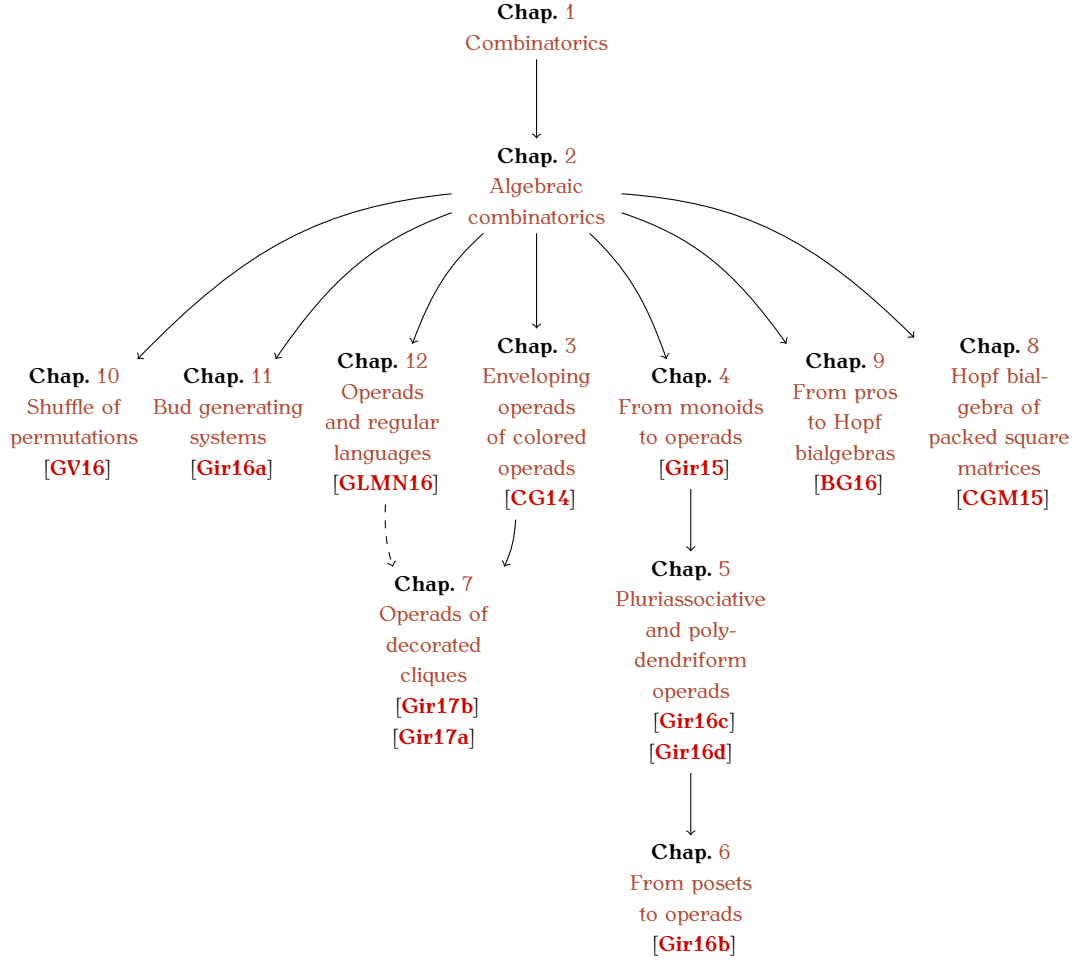 Chap. 1
Combinatorics
Chap. 2
Algebraic
combinatorics
Chap. 10
Shuffle of
permutations
[GV16]
Chap. 11
Bud generating
systems
[Gir16a]
Chap. 12
Operads
and regular
languages
[GLMN16]
Chap. 3
Enveloping
operads
of colored
operads
[CG14]
Chap. 4
From monoids
to operads
[Gir15]
Chap. 9
From pros
to Hopf
bialgebras
[BG16]
Chap. 8
Hopf bial-
gebra of
packed square
matrices
[CGM15]
Chap. 7
Operads of
decorated
cliques
[Gir17b]
[Gir17a]
Chap. 5
Pluriassociative
and poly-
dendriform
operads
[Gir16c]
[Gir16d]
Chap. 6
From posets
to operads
[Gir16b]